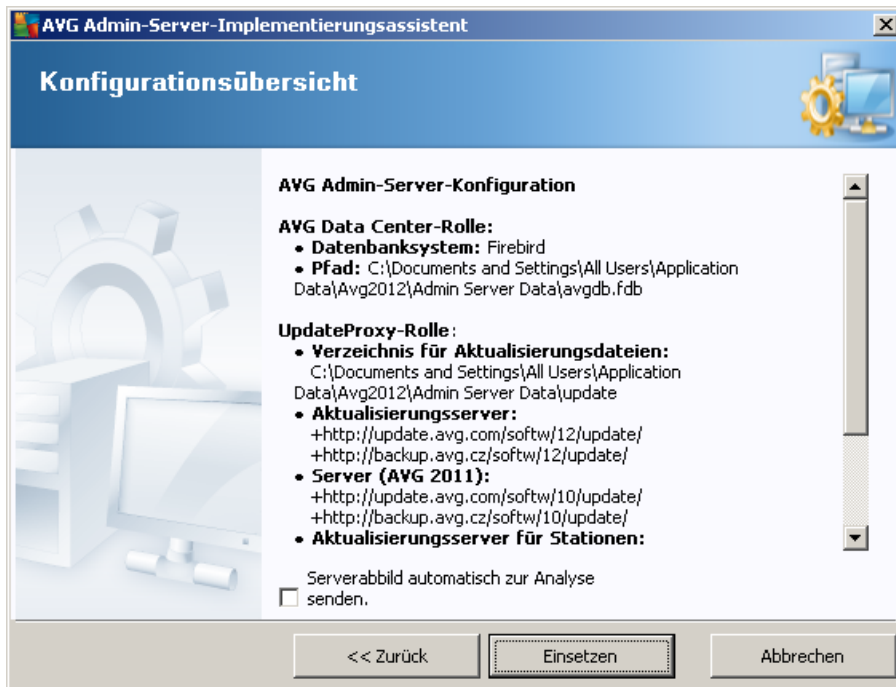 AVG Admin-Server-Implementierungsassistent
Konfigurationsübersicht
AVG Admin-Server-Konfiguration
AVG Data Center-Rolle:
• Datenbanksystem: Firebird
• Pfad: C:\Documents and Settings\All Users\Application
Data\Avg2012\Admin Server Data\avgdb.fdb
UpdateProxy-Rolle:
• Verzeichnis für Aktualisierungsdateien:
C:\Documents and Settings\All Users\Application
Data\Avg2012\Admin Server Data\update
• Aktualisierungsserver:
+http://update.avg.com/softw/12/update/
+http://backup.avg.cz/softw/12/update/
• Server (AVG 2011):
+http://update.avg.com/softw/10/update/
+http://backup.avg.cz/softw/10/update/
• Aktualisierungsserver für Stationen:
Serverabbild automatisch zur Analyse
senden.
<< Zurück
Einsetzen
Abbrechen